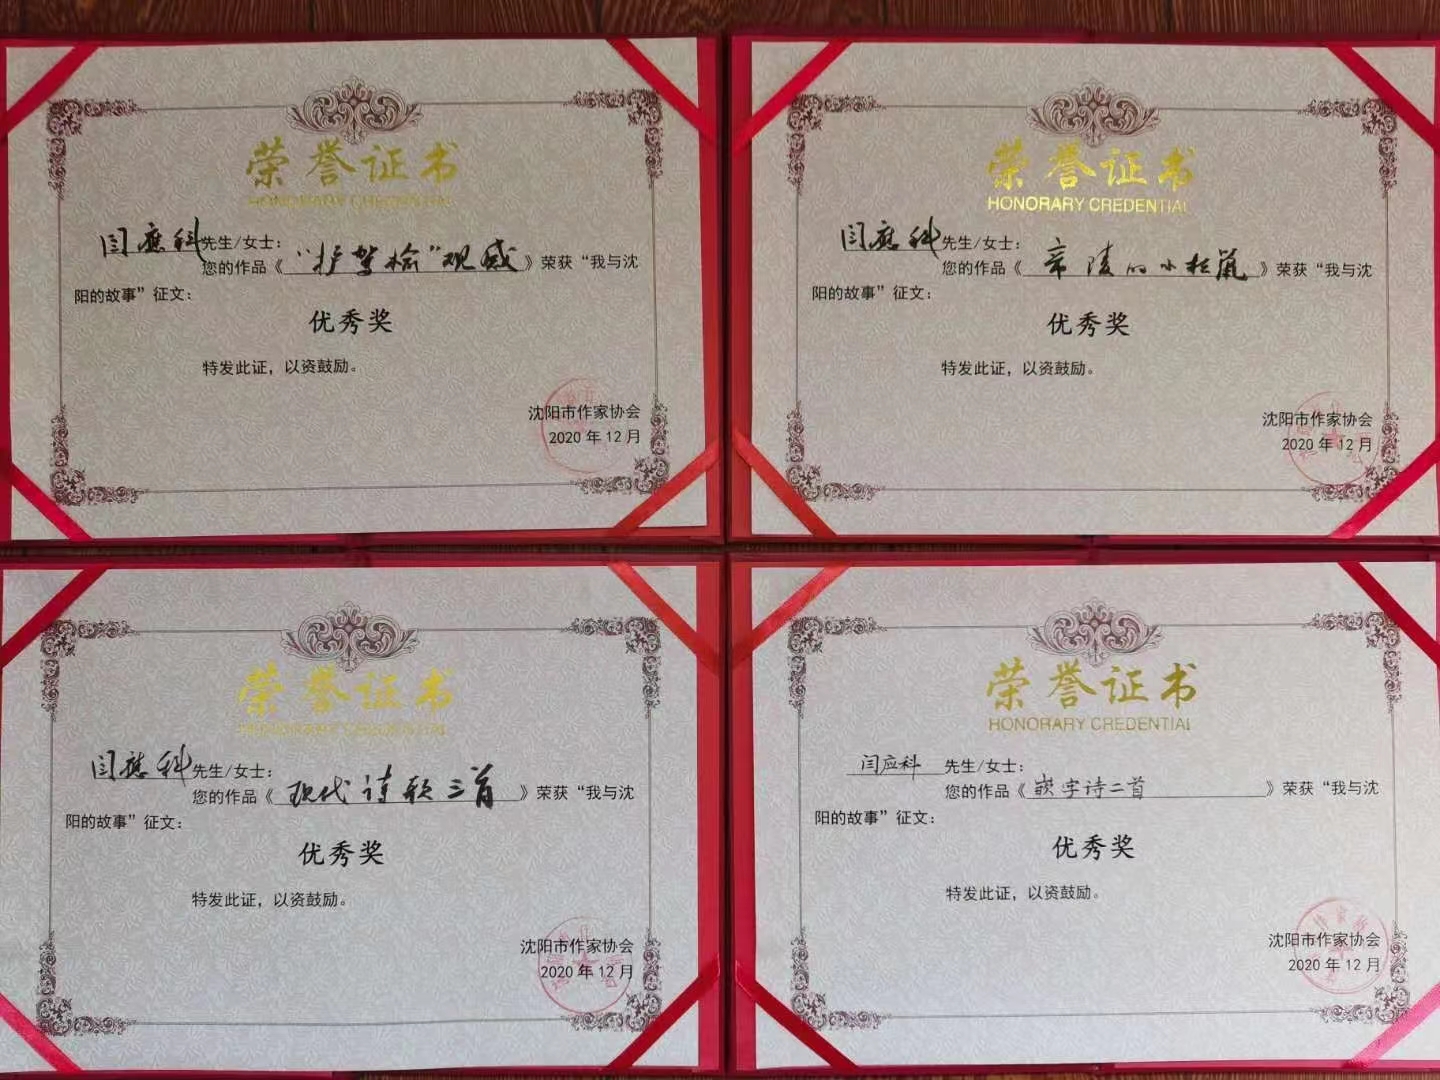 荣誉证书
HONORARY CREDENTIAL
闫应科先生/女士：
您的作品《“护驾枪”观感》荣获“我与沈
阳的故事”征文：
优秀奖
特发此证，以资鼓励。
沈阳市作家协会
2020年12月
荣誉证书
HONORARY CREDENTIAL
闫应科先生/女士：
您的作品《帝陵的小松鼠》荣获“我与沈
阳的故事”征文：
优秀奖
特发此证，以资鼓励。
沈阳市作家协会
2020年12月
荣誉证书
HONORARY CREDENTIAL
闫应科先生/女士：
您的作品《现代诗歌三首》荣获“我与沈
阳的故事”征文：
优秀奖
特发此证，以资鼓励。
沈阳市作家协会
2020年12月
荣誉证书
HONORARY CREDENTIAL
闫应科 先生/女士：
您的作品《嵌字诗二首》荣获“我与沈
阳的故事”征文：
优秀奖
特发此证，以资鼓励。
沈阳市作家协会
2020年12月